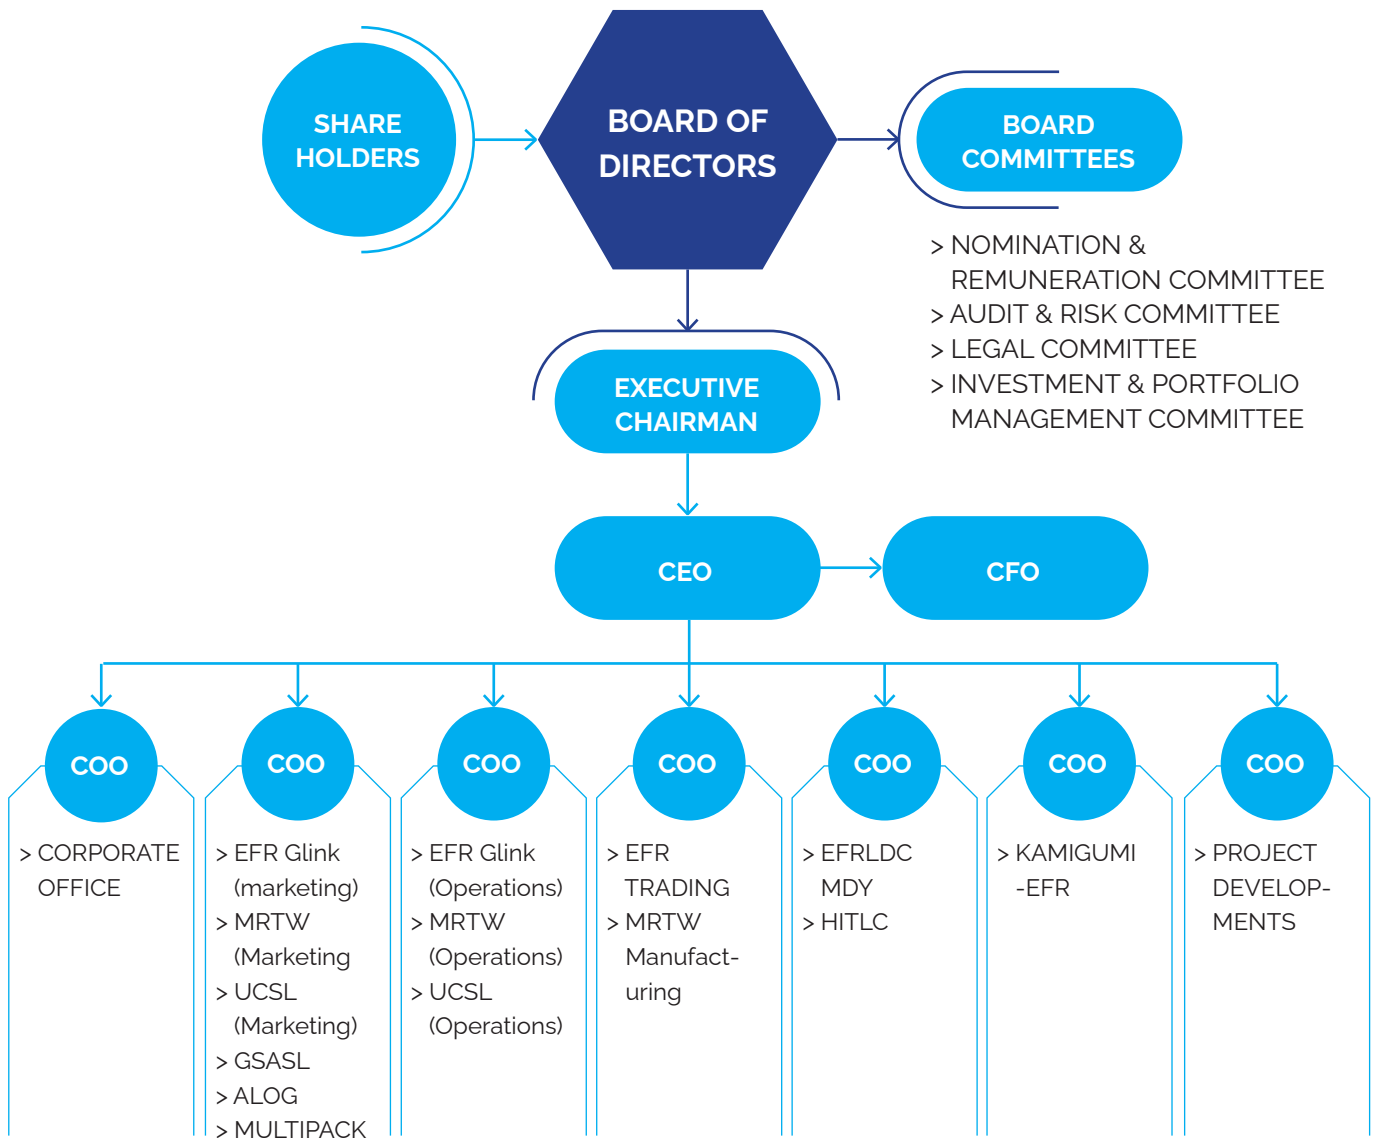 SHARE
HOLDERS
BOARD OF
DIRECTORS
BOARD
COMMITTEES
> NOMINATION &
REMUNERATION COMMITTEE
> AUDIT & RISK COMMITTEE
> LEGAL COMMITTEE
> INVESTMENT & PORTFOLIO
MANAGEMENT COMMITTEE
EXECUTIVE
CHAIRMAN
CEO
CFO
COO
> CORPORATE
OFFICE
COO
> EFR Glink
(marketing)
> MRTW
(Marketing
> UCSL
(Marketing)
> GSASL
> ALOG
> MULTIPACK
COO
> EFR Glink
(Operations)
> MRTW
(Operations)
> UCSL
(Operations)
COO
> EFR
TRADING
> MRTW
Manufact-
uring
COO
> EFRLDC
MDY
> HITLC
COO
> KAMIGUMI
-EFR
COO
> PROJECT
DEVELOP-
MENTS